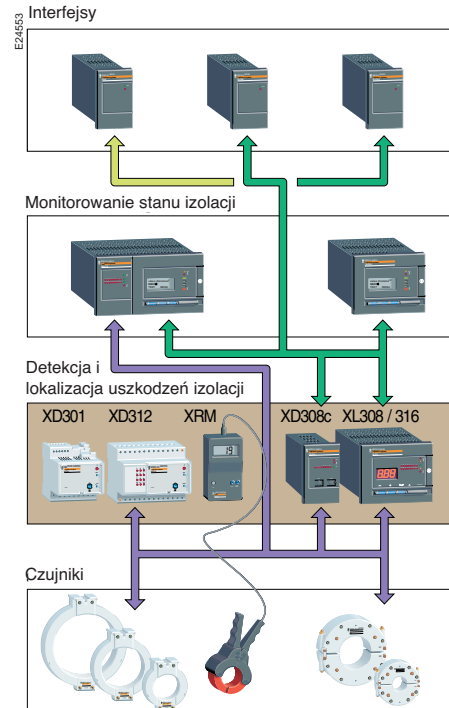 Interfejsy
E24553
Monitorowanie stanu izolacji
Detekcja i
lokalizacja uszkodzeń izolacji
XD301 XD312 XRM XD308c XL308 / 316
Czujniki